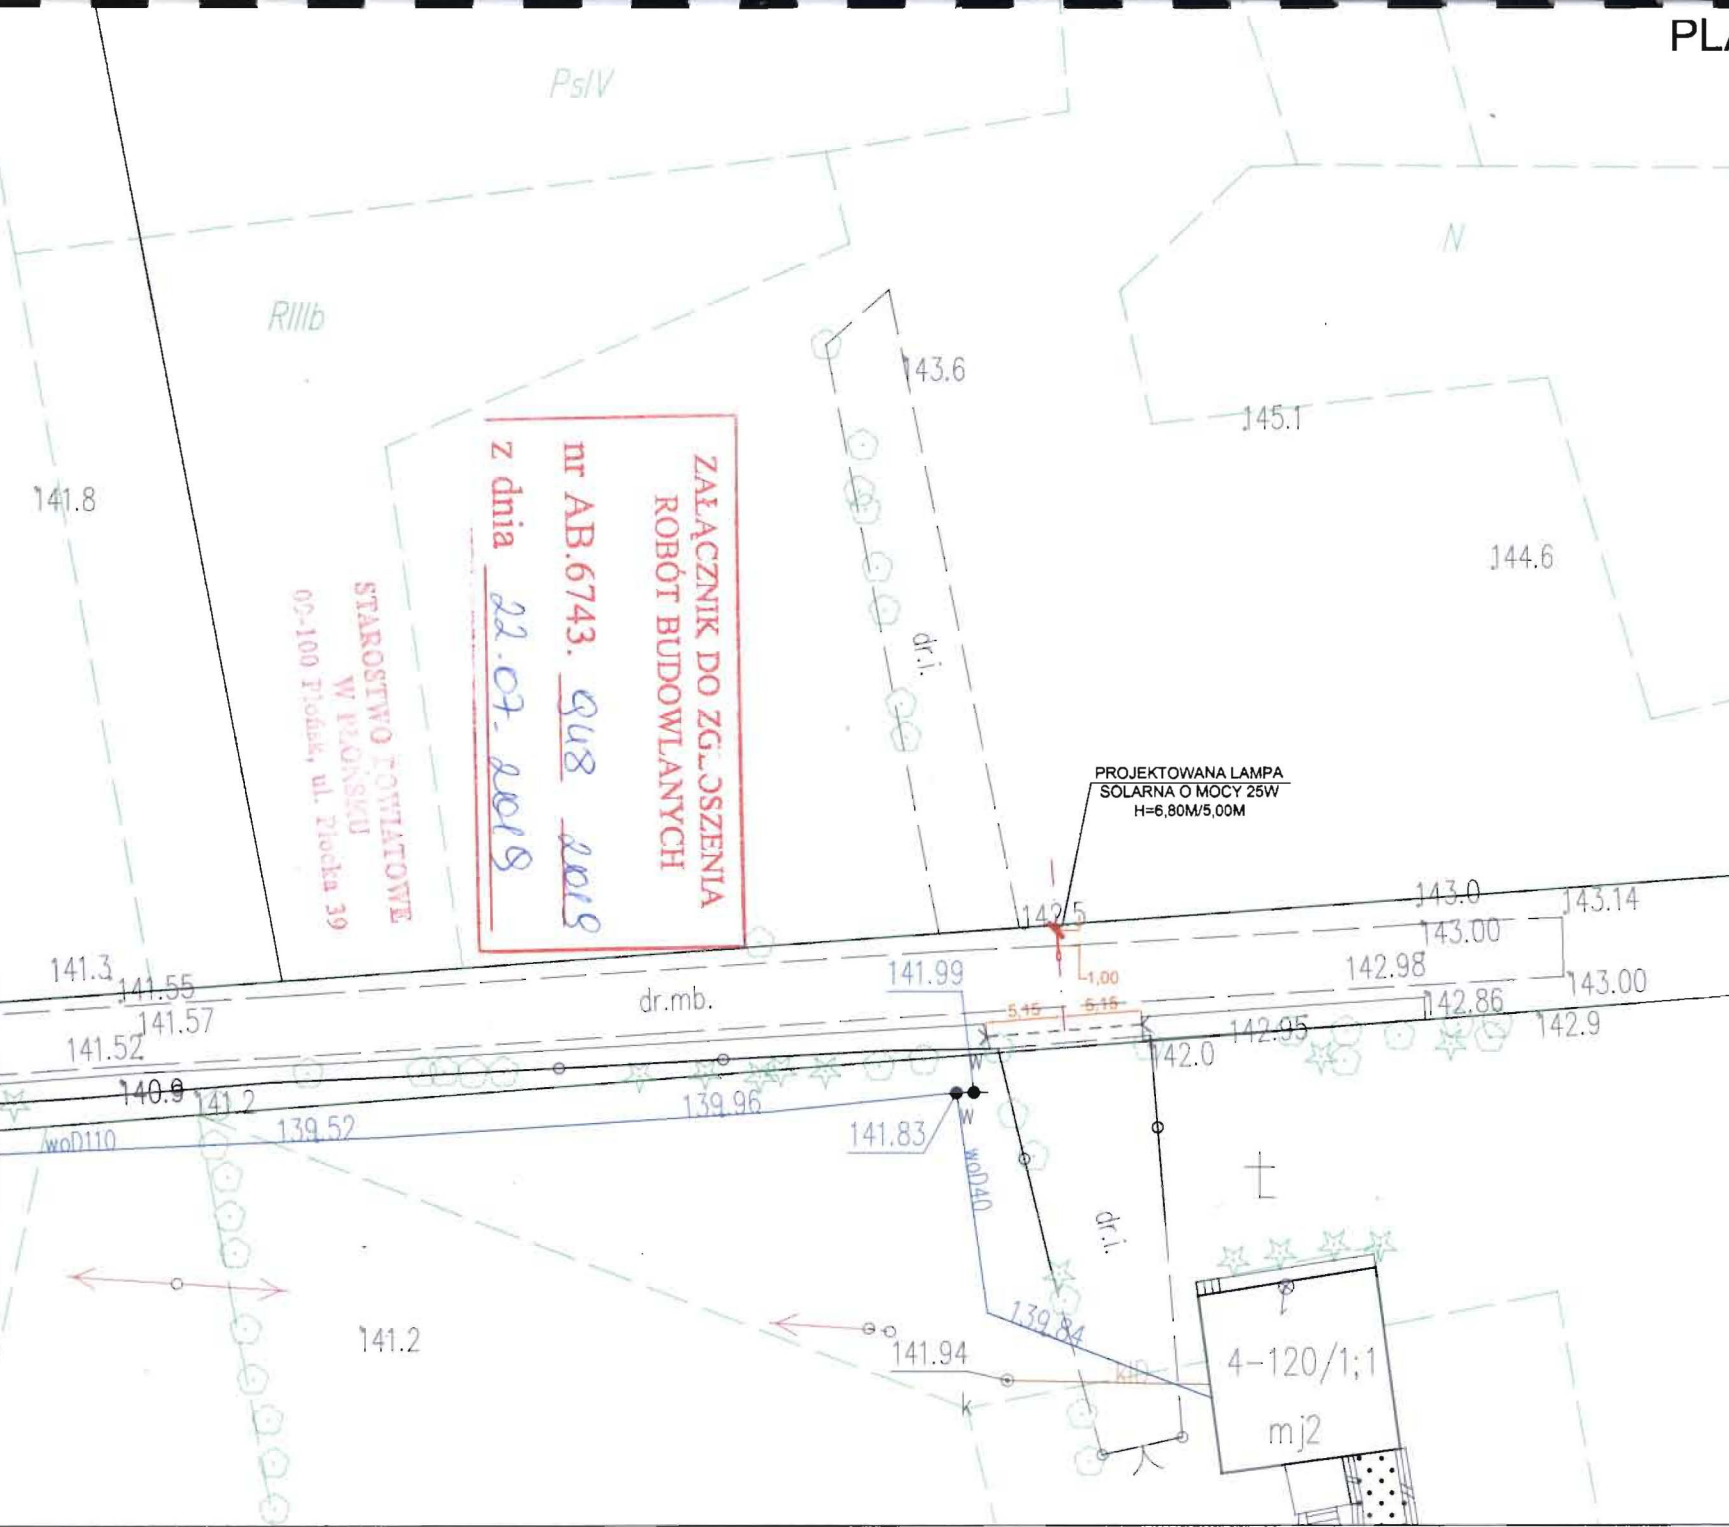 PLA
PsIV
N
RIIIb
143.6
145.1
141.8
144.6
ZAŁĄCZNIK DO ZGŁOSZENIA
ROBÓT BUDOWLANYCH
nr AB.6743. 948 2019
z dnia 22.07.2019
STAROSTWO POWIATOWE
W PŁOŃSKU
09-100 Płońsk, ul. Płocka 39
dr.i.
PROJEKTOWANA LAMPA
SOLARNA O MOCY 25W
H=6,80M/5,00M
142.5
143.0
143.14
143.00
141.3
141.55
141.99
1,00
142.98
143.00
dr.mb.
5,15
5,15
142.86
141.57
142.95
142.9
141.52
142.0
w
140.9
141.2
139.96
139.52
w
141.83
woD110
woD40
dr.i.
139.84
141.2
141.94
k
4-120/1;1
mj2